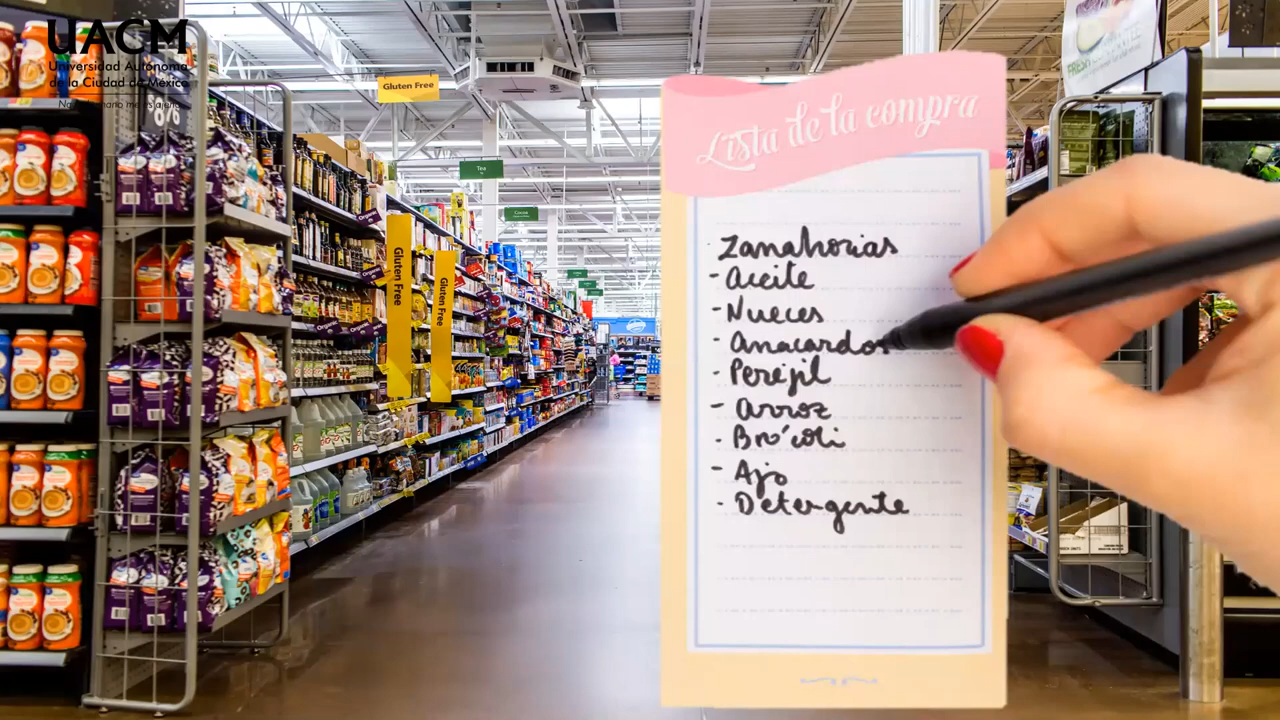 UACM
Universidad Autónoma
de la Ciudad de México
Gluten Free
Tea
Gluten Free
Gluten Free
Organic
Lista de la compra
Zanahorias
- Aceite
- Nueces
- Anacardos
- Perejil
- Arroz
- Brócoli
- Ajo
- Detergente